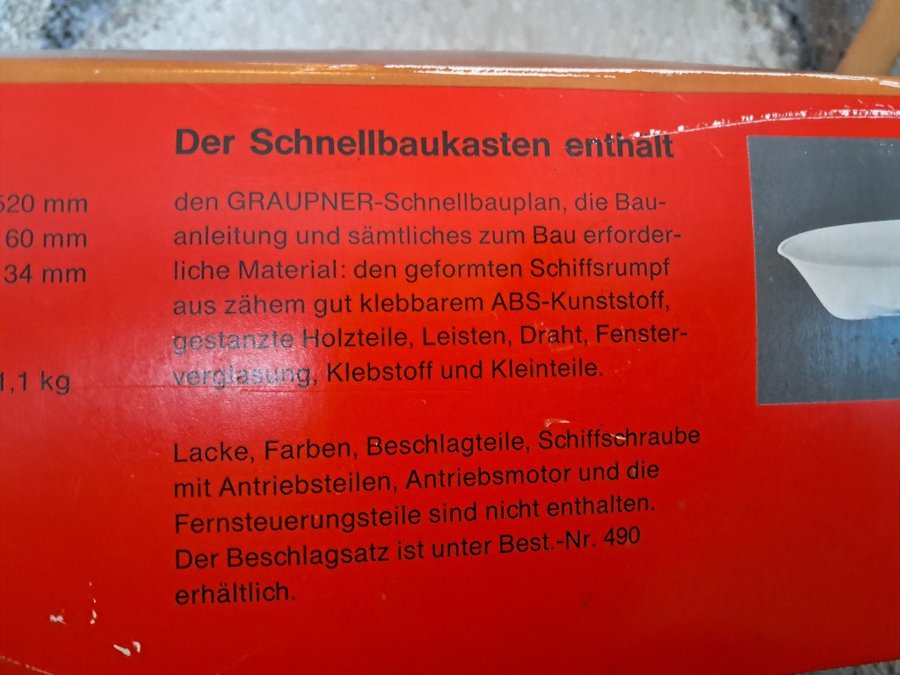 Der Schnellbaukasten enthält
den GRAUPNER-Schnellbauplan, die Bau-
anleitung und sämtliches zum Bau erforder-
liche Material: den geformten Schiffsrumpf
aus zähem gut klebbarem ABS-Kunststoff,
gestanzte Holzteile, Leisten, Draht, Fenster-
verglasung, Klebstoff und Kleinteile.
Lacke, Farben, Beschlagteile, Schiffschraube
mit Antriebsteilen, Antriebsmotor und die
Fernsteuerungsteile sind nicht enthalten.
Der Beschlagsatz ist unter Best.-Nr. 490
erhältlich.
520 mm
60 mm
34 mm
1,1 kg